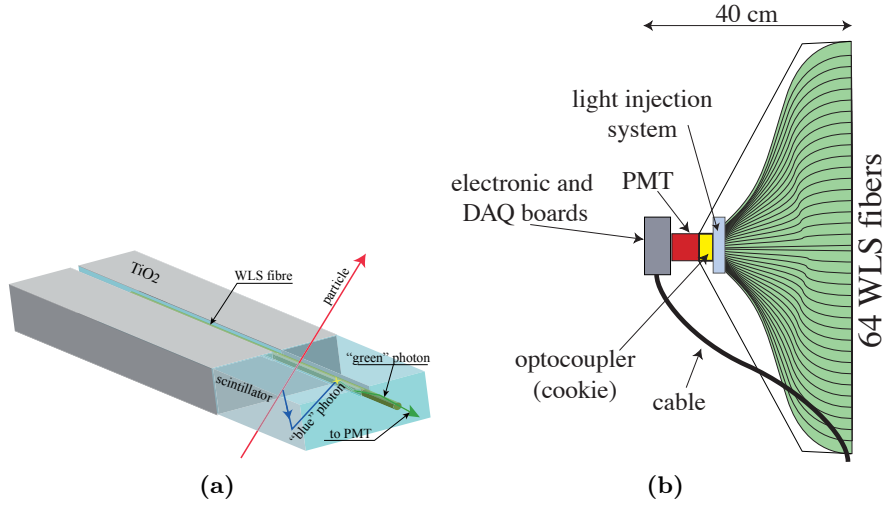 TiO2
WLS fibre
particle
"green" photon
scintillator
"blue" photon
to PMT
(a)
40 cm
light injection
system
PMT
electronic and
DAQ boards
optocoupler
(cookie)
cable
64 WLS fibers
(b)